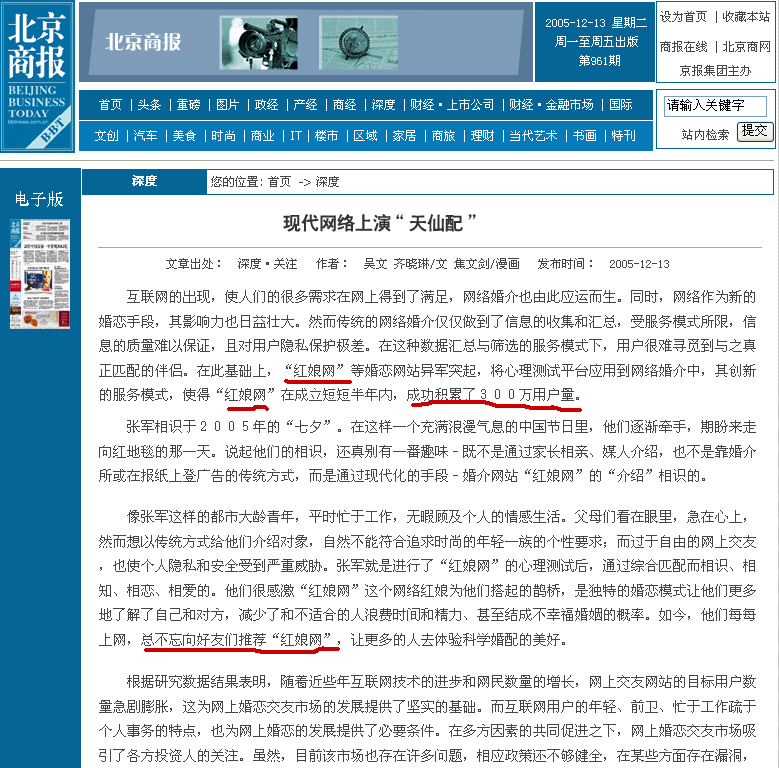 北京
商报
BEIJING
BUSINESS
TODAY
bbtnews.com.cn
BBT
北京商报
2005-12-13 星期二
周一至周五出版
第961期
设为首页 | 收藏本站
商报在线 | 北京商网
京报集团主办
首页 | 头条 | 重磅 | 图片 | 政经 | 产经 | 商经 | 深度 | 财经·上市公司 | 财经·金融市场 | 国际
文创 | 汽车 | 美食 | 时尚 | 商业 | IT | 楼市 | 区域 | 家居 | 商旅 | 理财 | 当代艺术 | 书画 | 特刊
请输入关键字
站内检索 提交
电子版
深度
您的位置: 首页 -> 深度
现代网络上演“天仙配”
文章出处： 深度·关注 作者： 吴文 齐晓琳/文 焦文剑/漫画 发布时间： 2005-12-13
互联网的出现，使人们的很多需求在网上得到了满足，网络婚介也由此应运而生。同时，网络作为新的
婚恋手段，其影响力也日益壮大。然而传统的网络婚介仅仅做到了信息的收集和汇总，受服务模式所限，信
息的质量难以保证，且对用户隐私保护极差。在这种数据汇总与筛选的服务模式下，用户很难寻觅到与之真
正匹配的伴侣。在此基础上，“红娘网”等婚恋网站异军突起，将心理测试平台应用到网络婚介中，其创新
的服务模式，使得“红娘网”在成立短短半年内，成功积累了３００万用户量。
张军相识于２００５年的“七夕”。在这样一个充满浪漫气息的中国节日里，他们逐渐牵手，期盼来走
向红地毯的那一天。说起他们的相识，还真别有一番趣味－既不是通过家长相亲、媒人介绍，也不是靠婚介
所或在报纸上登广告的传统方式，而是通过现代化的手段－婚介网站“红娘网”的“介绍”相识的。
像张军这样的都市大龄青年，平时忙于工作，无暇顾及个人的情感生活。父母们看在眼里，急在心上，
然而想以传统方式给他们介绍对象，自然不能符合追求时尚的年轻一族的个性要求；而过于自由的网上交友
，也使个人隐私和安全受到严重威胁。张军就是进行了“红娘网”的心理测试后，通过综合匹配而相识、相
知、相恋、相爱的。他们很感激“红娘网”这个网络红娘为他们搭起的鹊桥，是独特的婚恋模式让他们更多
地了解了自己和对方，减少了和不适合的人浪费时间和精力、甚至结成不幸福婚姻的概率。如今，他们每每
上网，总不忘向好友们推荐“红娘网”，让更多的人去体验科学婚配的美好。
根据研究数据结果表明，随着近些年互联网技术的进步和网民数量的增长，网上交友网站的目标用户数
量急剧膨胀，这为网上婚恋交友市场的发展提供了坚实的基础。而互联网用户的年轻、前卫、忙于工作疏于
个人事务的特点，也为网上婚恋的发展提供了必要条件。在多方因素的共同促进之下，网上婚恋交友市场吸
引了各方投资人的关注。虽然，目前该市场也存在许多问题，相应政策还不够健全，在某些方面存在漏洞，